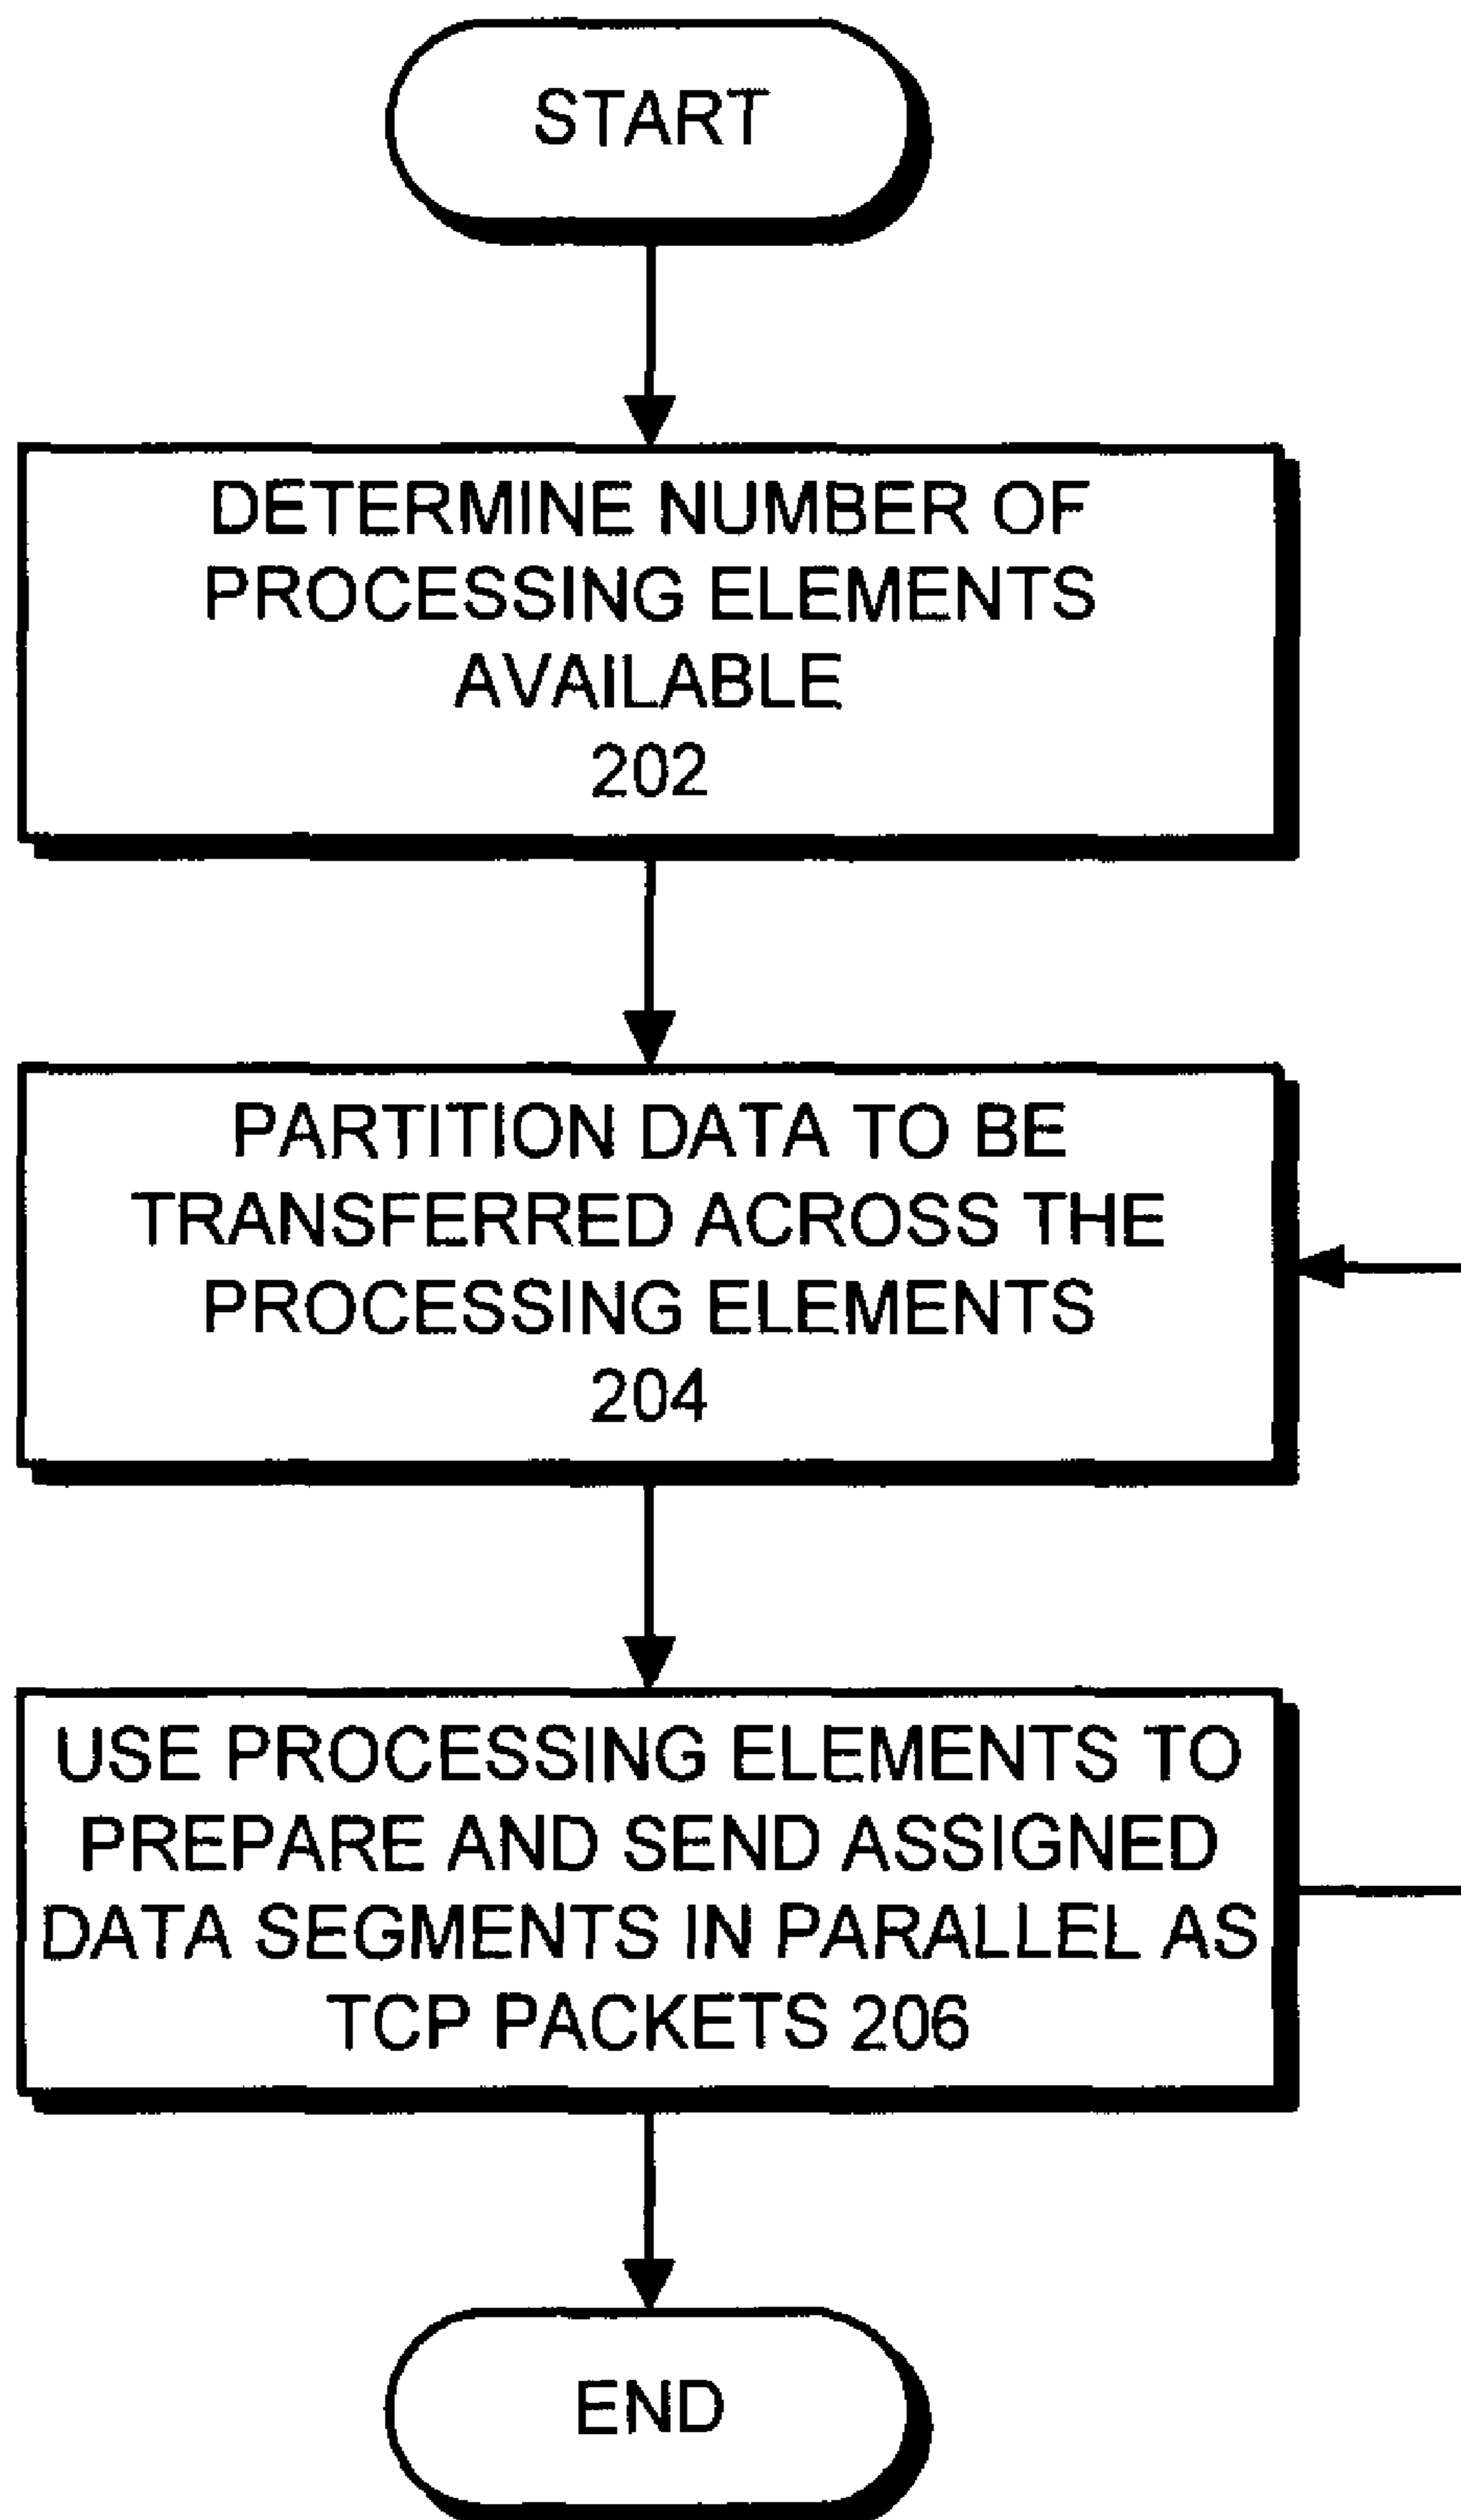 START
DETERMINE NUMBER OF
PROCESSING ELEMENTS
AVAILABLE
202
PARTITION DATA TO BE
TRANSFERRED ACROSS THE
PROCESSING ELEMENTS
204
USE PROCESSING ELEMENTS TO
PREPARE AND SEND ASSIGNED
DATA SEGMENTS IN PARALLEL AS
TCP PACKETS 206
END